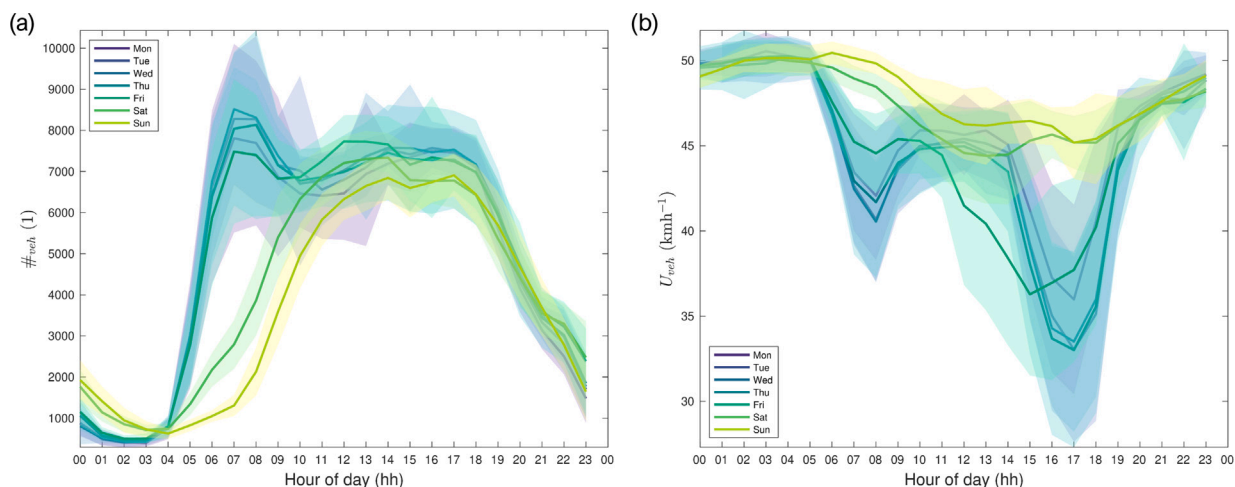 (a)
10000
9000
8000
7000
6000
5000
4000
3000
2000
1000
#veh (1)
Mon
Tue
Wed
Thu
Fri
Sat
Sun
00 01 02 03 04 05 06 07 08 09 10 11 12 13 14 15 16 17 18 19 20 21 22 23 00
Hour of day (hh)
(b)
50
45
40
35
30
Uveh (kmh−1)
Mon
Tue
Wed
Thu
Fri
Sat
Sun
00 01 02 03 04 05 06 07 08 09 10 11 12 13 14 15 16 17 18 19 20 21 22 23 00
Hour of day (hh)